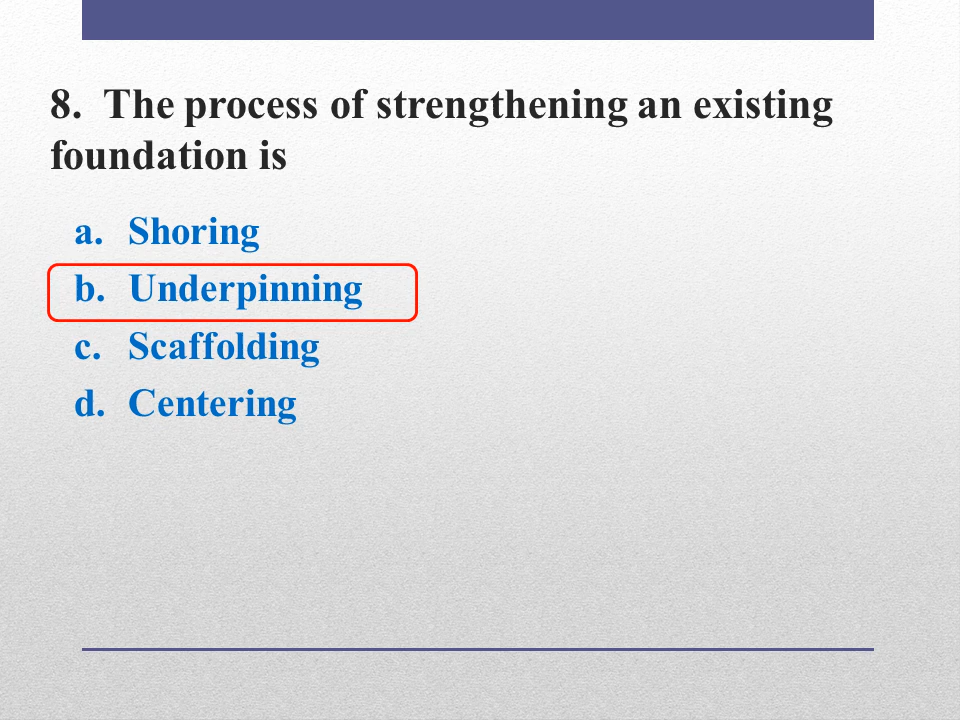 8. The process of strengthening an existing
foundation is
a. Shoring
b. Underpinning
c. Scaffolding
d. Centering